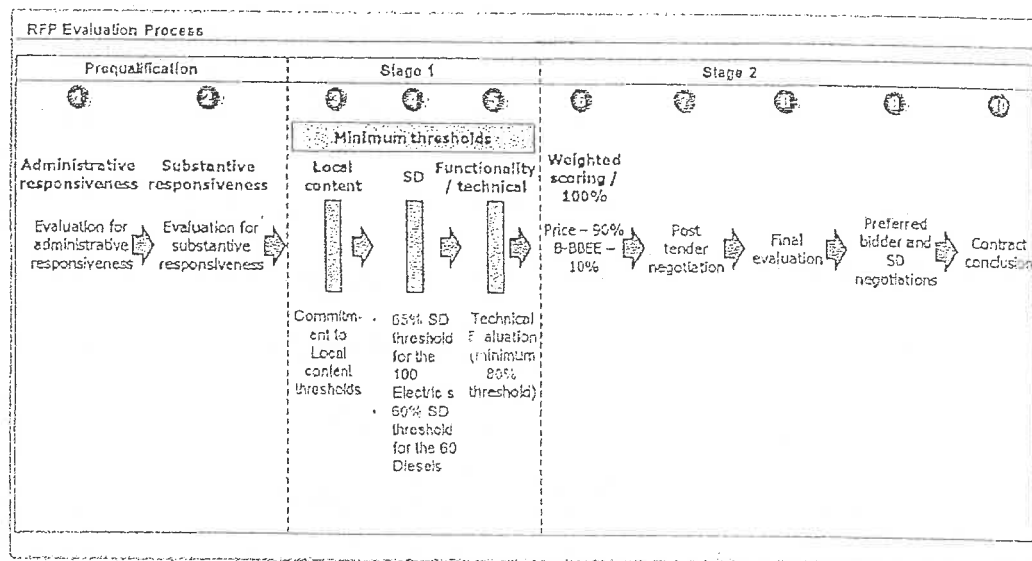 RFP Evaluation Process
Prequalification
Stage 1
Stage 2
Minimum thresholds
Administrative
responsiveness
Substantive
responsiveness
Local
content
SD
Functionality
/ technical
Weighted
scoring /
100%
Evaluation for
administrative
responsiveness
Evaluation for
substantive
responsiveness
Price – 90%
B-BBEE –
10%
Post
tender
negotiation
Final
evaluation
Preferred
bidder and
SD
negotiations
Contract
conclusion
Commitm-
ent to
Local
content
thresholds
• 65% SD
threshold
for the
100
Electric s
• 60% SD
threshold
for the 60
Diesels
Technical
Evaluation
(minimum
80%
threshold)